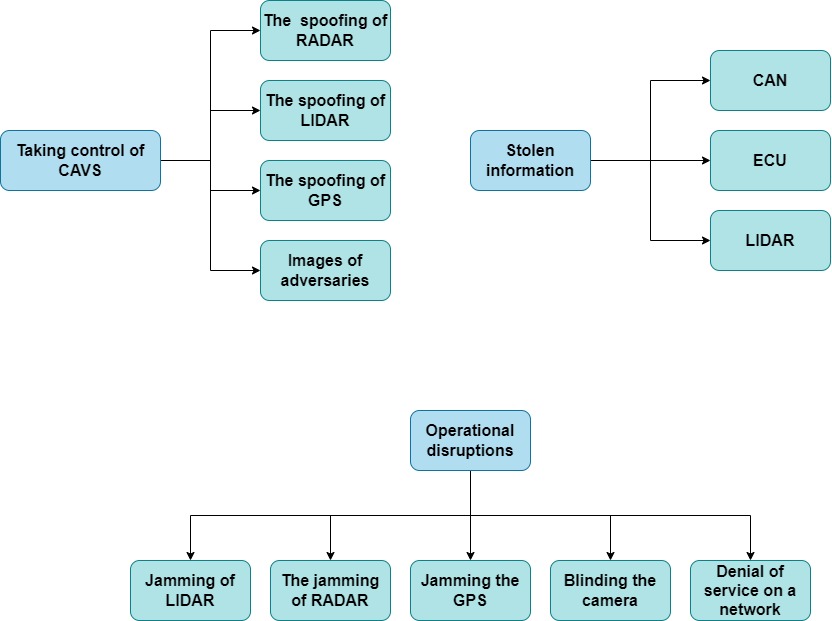 The  spoofing of
RADAR
The spoofing of
LIDAR
Taking control of
CAVS
The spoofing of
GPS
Images of
adversaries
Stolen
information
CAN
ECU
LIDAR
Operational
disruptions
Jamming of
LIDAR
The jamming
of RADAR
Jamming the
GPS
Blinding the
camera
Denial of
service on a
network